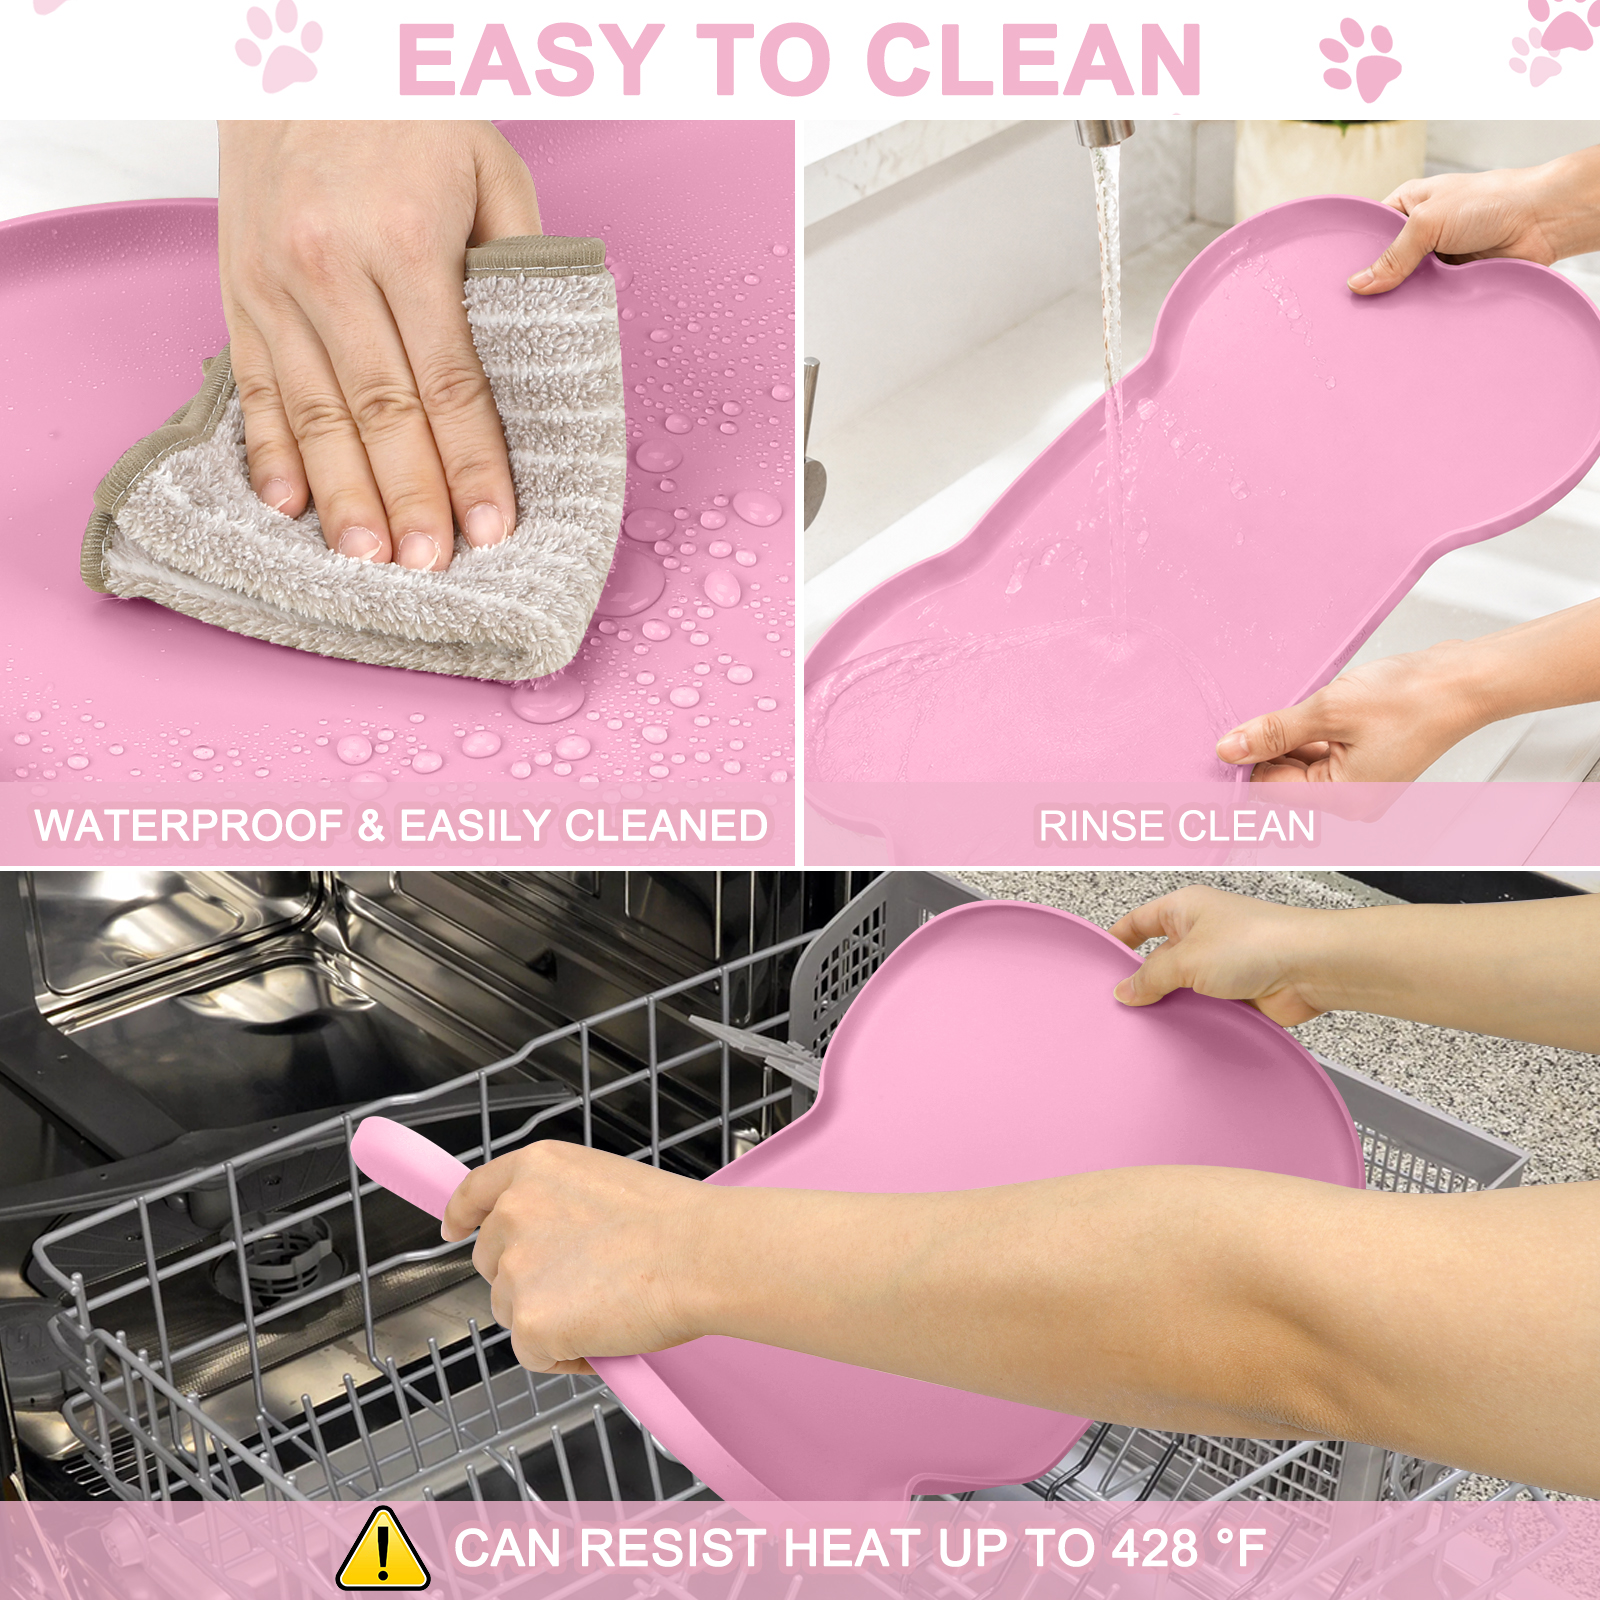 EASY TO CLEAN
WATERPROOF & EASILY CLEANED
RINSE CLEAN
CAN RESIST HEAT UP TO 428 °F